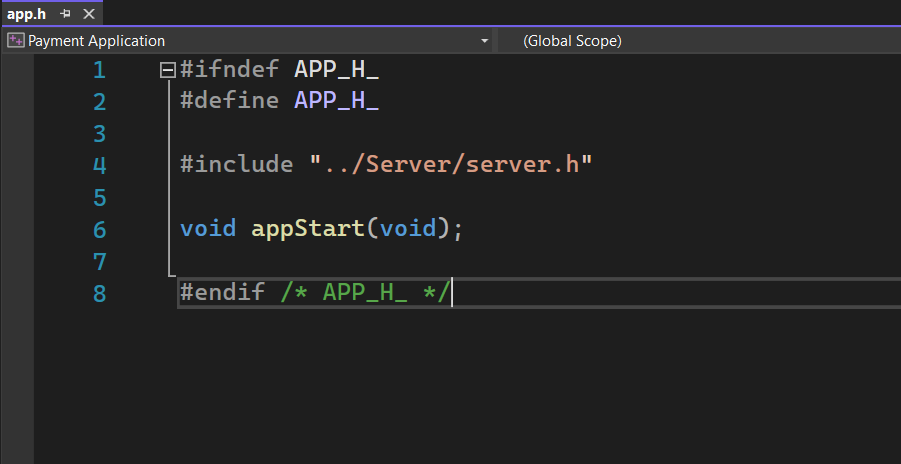 app.h
Payment Application (Global Scope)
1 #ifndef APP_H_
2 #define APP_H_
3
4 #include "../Server/server.h"
5
6 void appStart(void);
7
8 #endif /* APP_H_ */